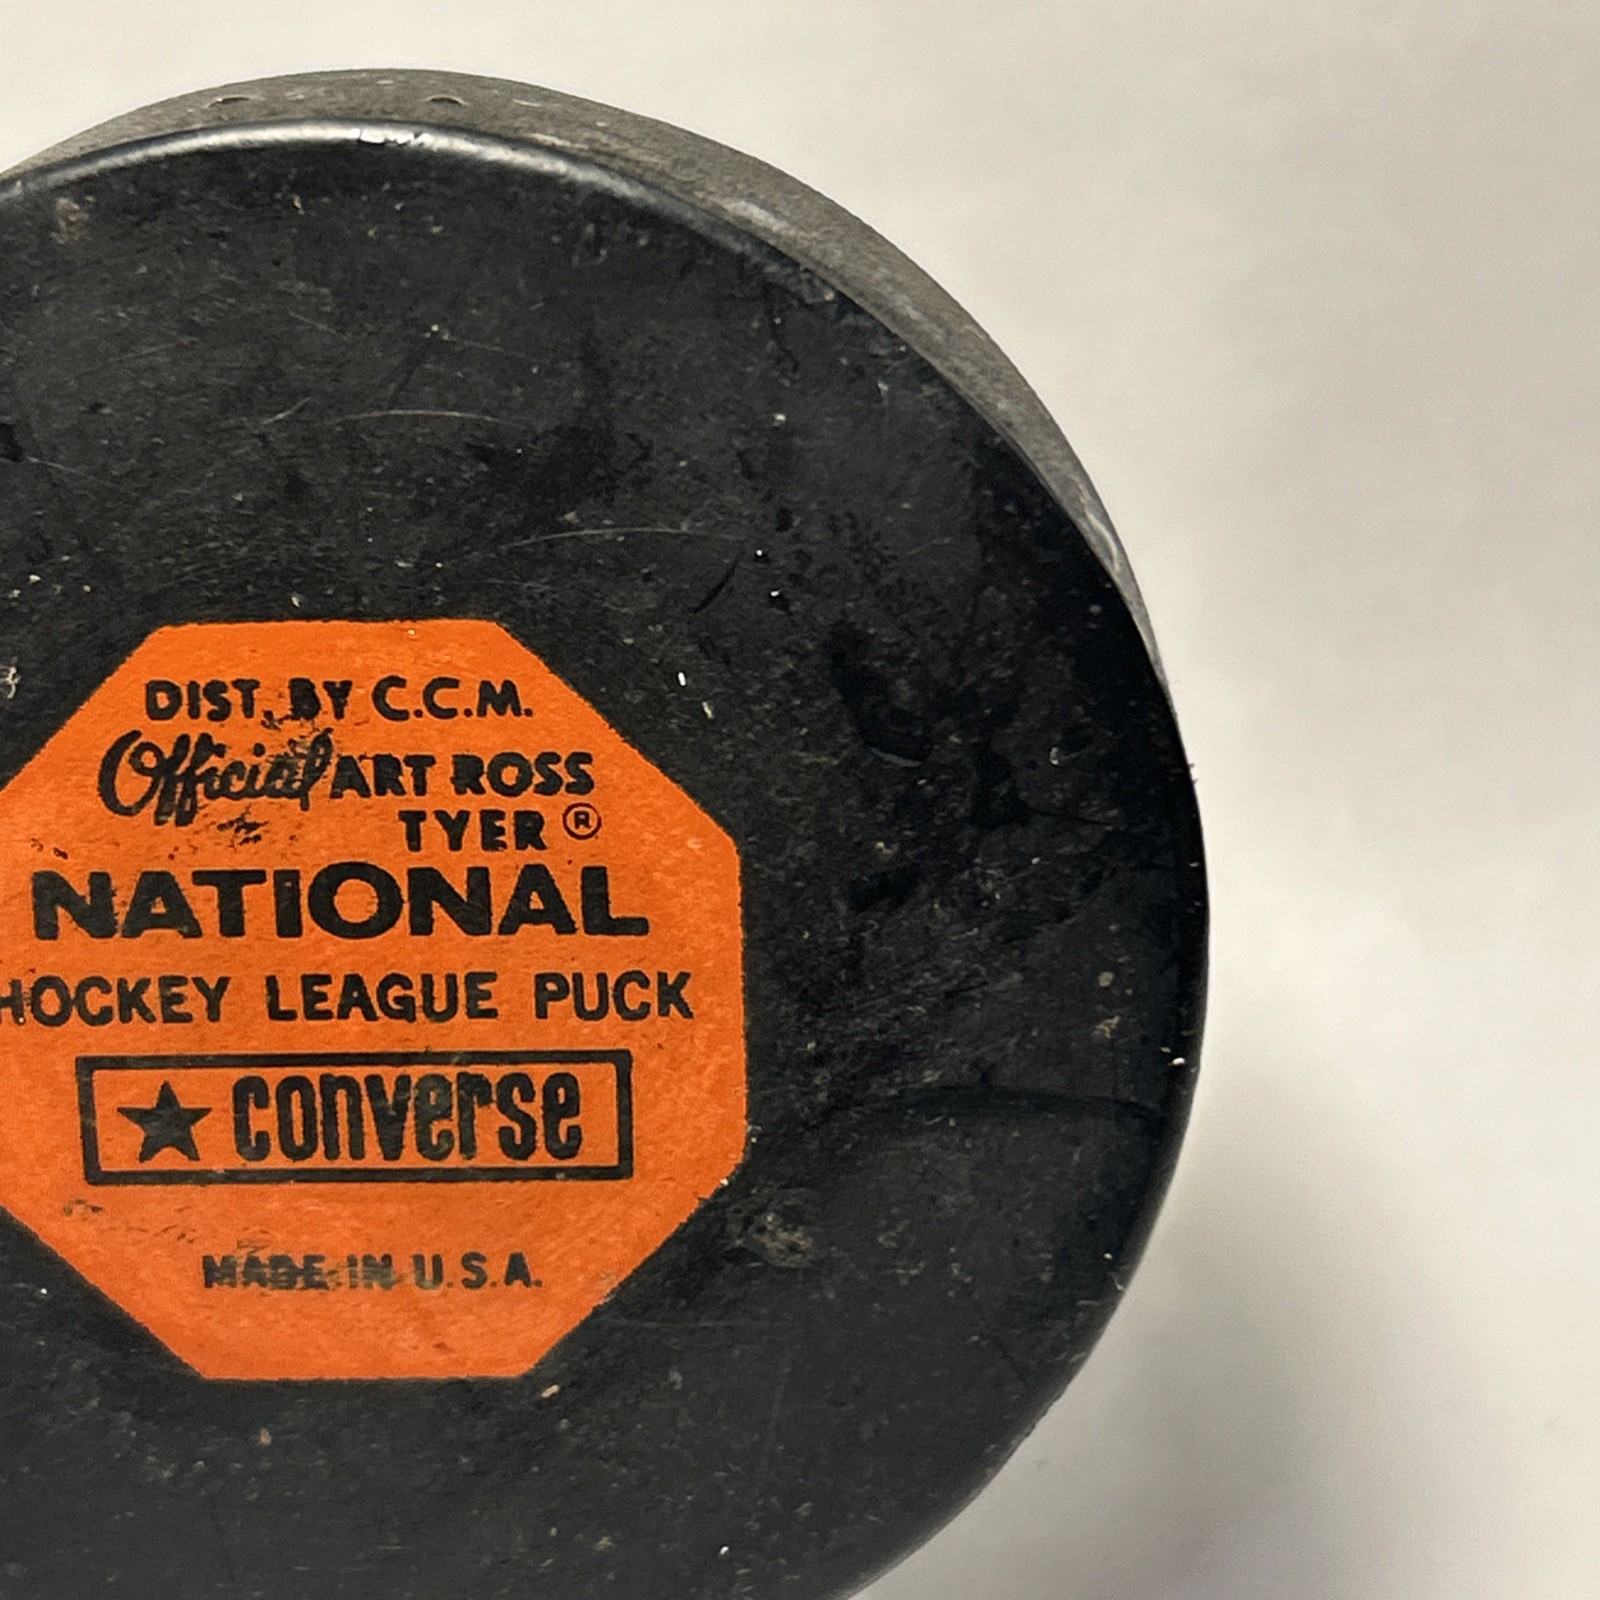 DIST. BY C.C.M.
Official ART ROSS
TYER ®
NATIONAL
HOCKEY LEAGUE PUCK
★ converse
MADE IN U.S.A.